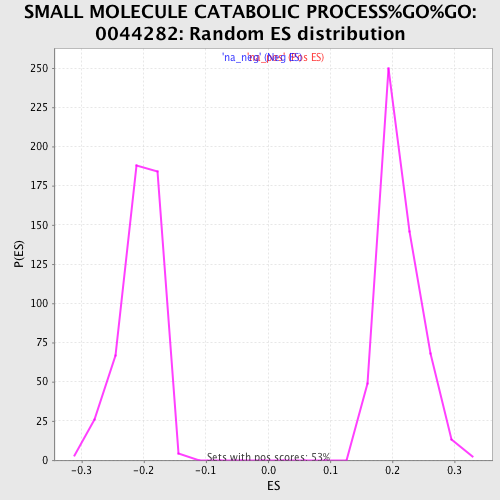 SMALL MOLECULE CATABOLIC PROCESS%GO%GO:
0044282: Random ES distribution
'na_neg' (Neg ES)
'na_pos' (Pos ES)
250
225
200
175
150
125
100
75
50
25
0
P(ES)
Sets with pos scores: 53%
-0.3 -0.2 -0.1 0.0 0.1 0.2 0.3
ES